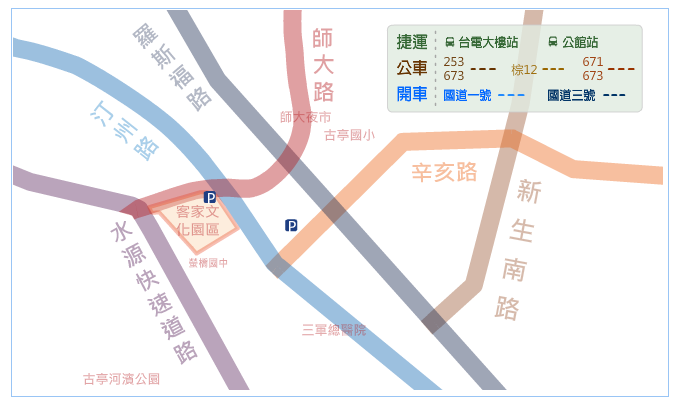 羅斯福路
師大路
捷運
台電大樓站
公館站
公車
253
673
棕12
671
673
開車
國道一號
國道三號
汀州路
師大夜市
古亭國小
辛亥路
新生南路
P
客家文
化園區
P
水源快速道路
螢橋國中
三軍總醫院
古亭河濱公園